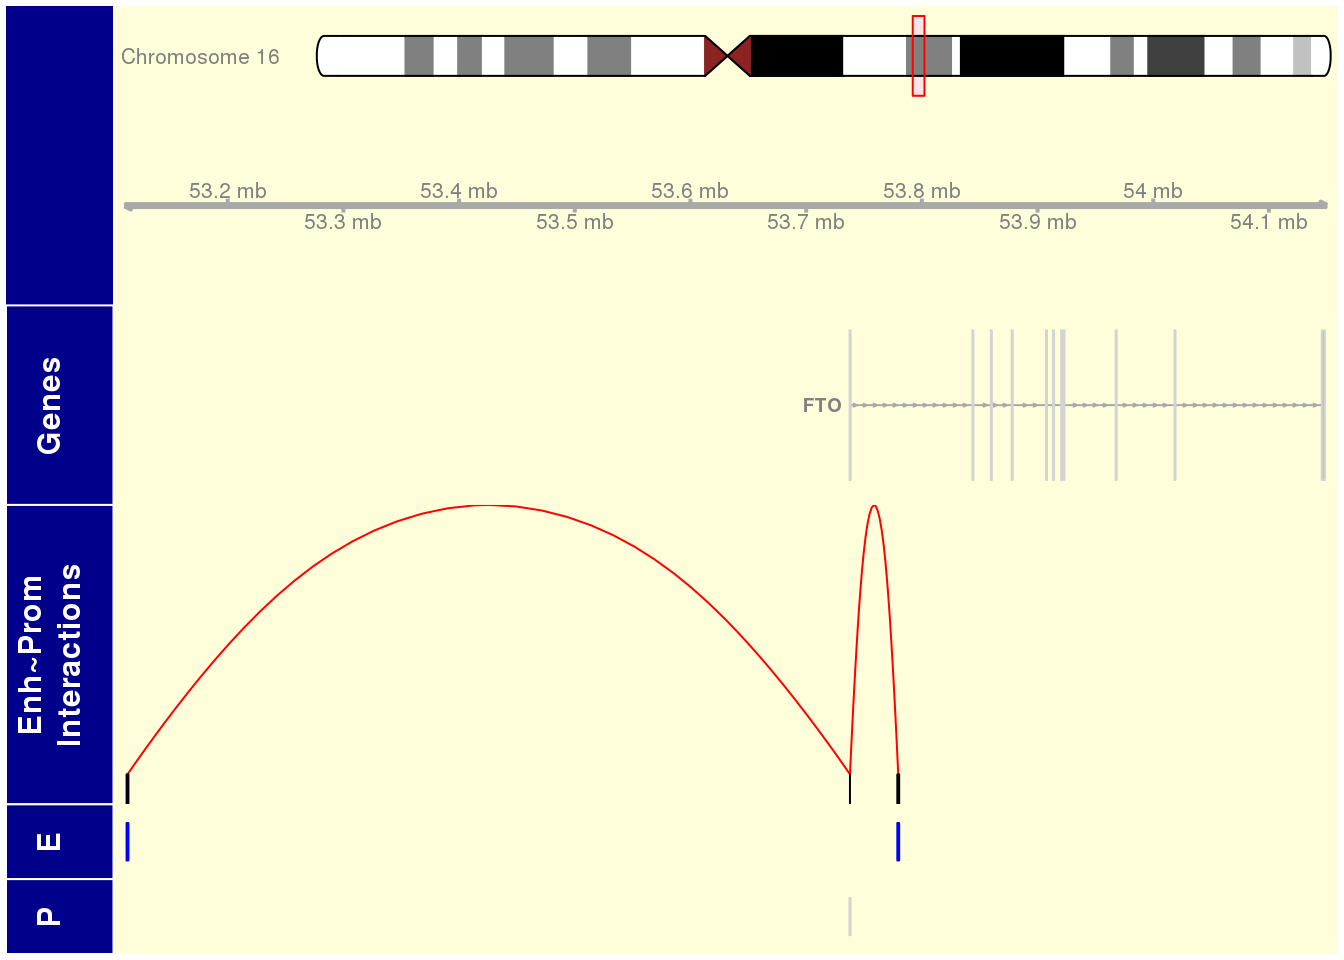 Chromosome 16
53.2 mb 53.4 mb 53.6 mb 53.8 mb 54 mb
53.3 mb 53.5 mb 53.7 mb 53.9 mb 54.1 mb
Genes
FTO
Enh~Prom
Interactions
E
P